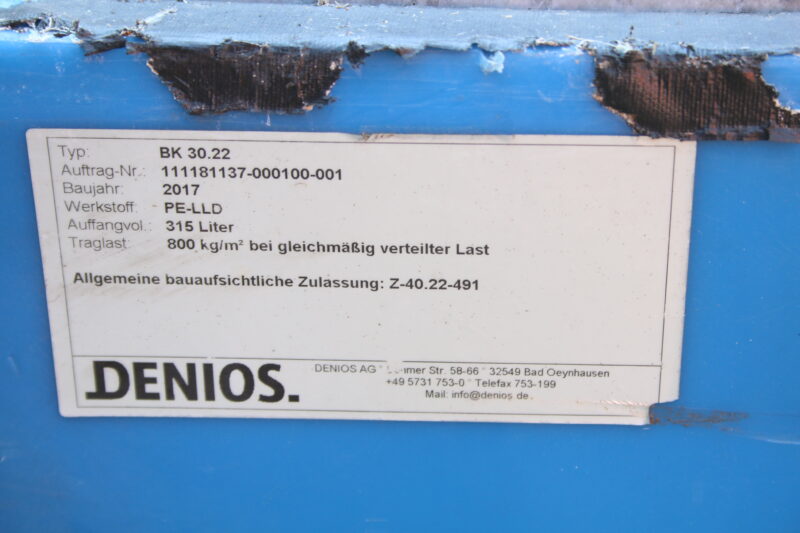 Typ: BK 30.22
Auftrag-Nr.: 111181137-000100-001
Baujahr: 2017
Werkstoff: PE-LLD
Auffangvol.: 315 Liter
Traglast: 800 kg/m² bei gleichmäßig verteilter Last
Allgemeine bauaufsichtliche Zulassung: Z-40.22-491
DENIOS.
DENIOS AG * Str. 58-66 * 32549 Bad Oeynhausen
+49 5731 753-0 * Telefax 753-199
Mail: info@denios.de